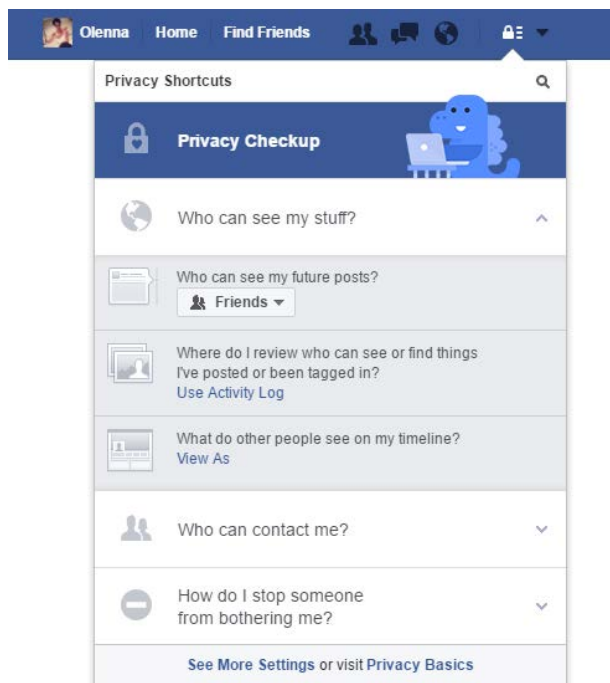 Olenna Home Find Friends
Privacy Shortcuts
Privacy Checkup
Who can see my stuff?
Who can see my future posts?
Friends
Where do I review who can see or find things
I've posted or been tagged in?
Use Activity Log
What do other people see on my timeline?
View As
Who can contact me?
How do I stop someone
from bothering me?
See More Settings or visit Privacy Basics